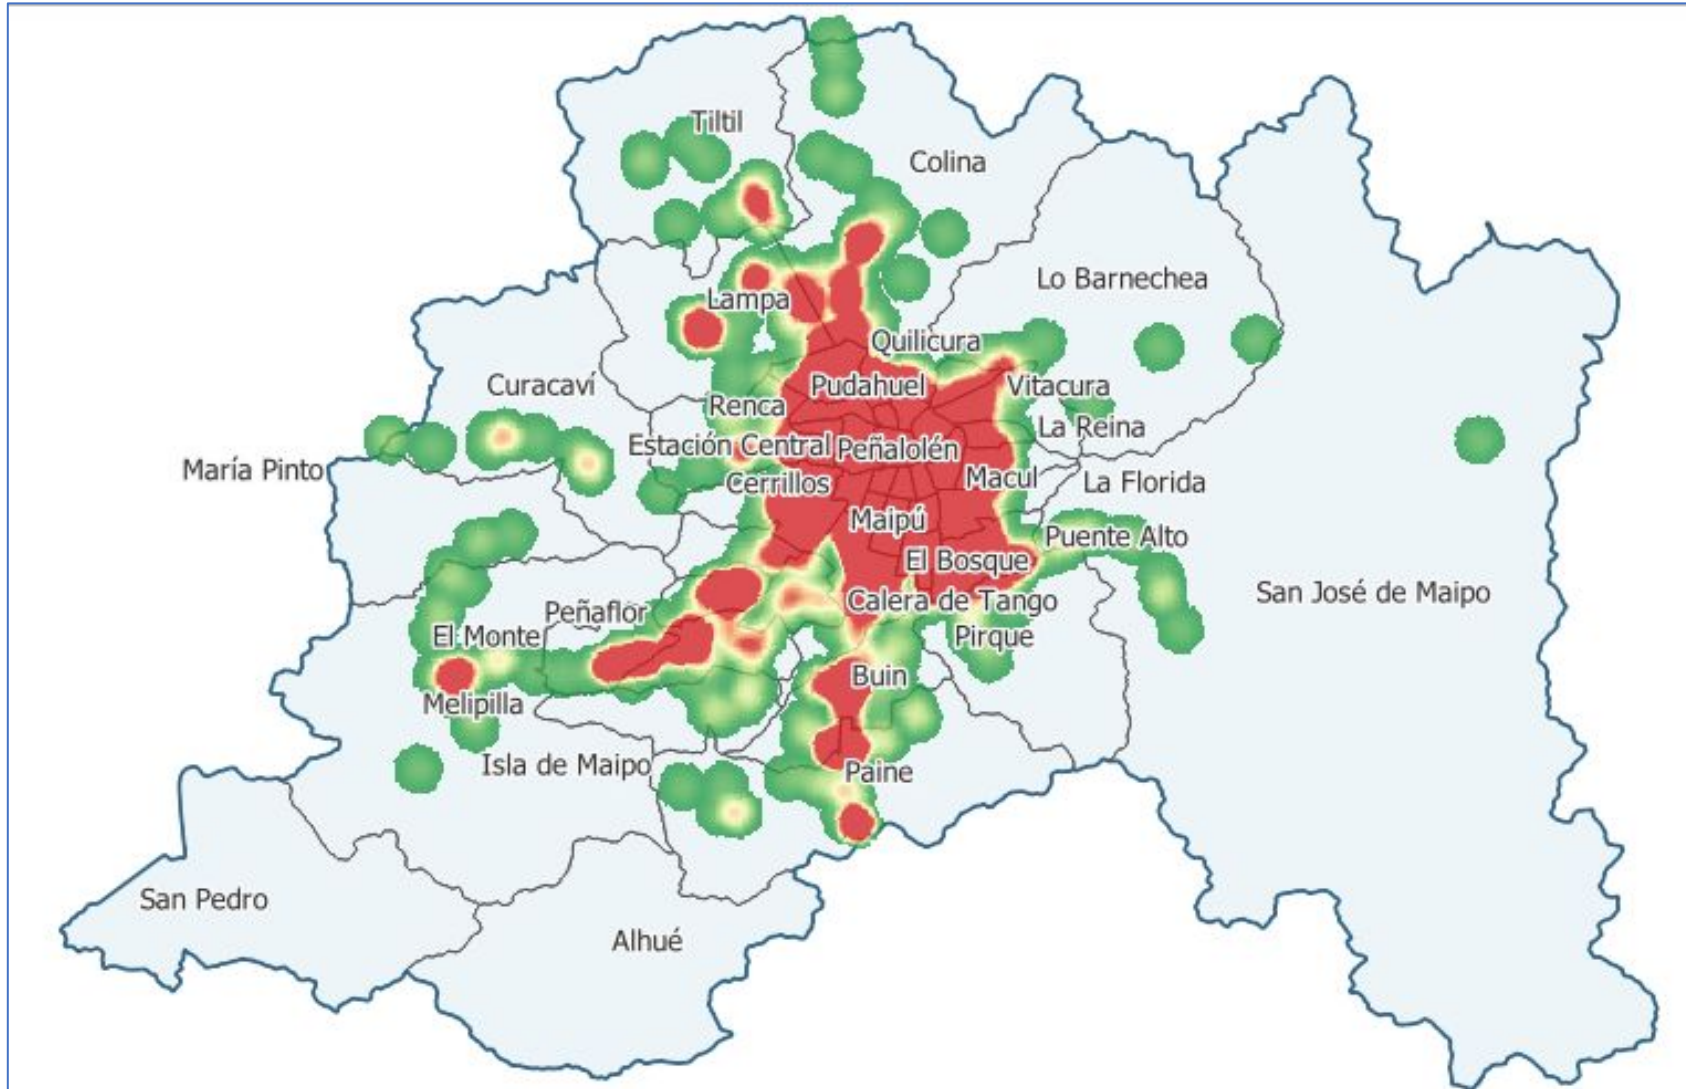 Tiltil
Colina
Lo Barnechea
Lampa
Quilicura
Curacaví
Pudahuel
Vitacura
Renca
La Reina
Estación Central
Peñalolén
María Pinto
Cerrillos
Macul
La Florida
Maipú
Puente Alto
El Bosque
San José de Maipo
Calera de Tango
Peñaflor
El Monte
Pirque
Buin
Melipilla
Isla de Maipo
Paine
San Pedro
Alhué